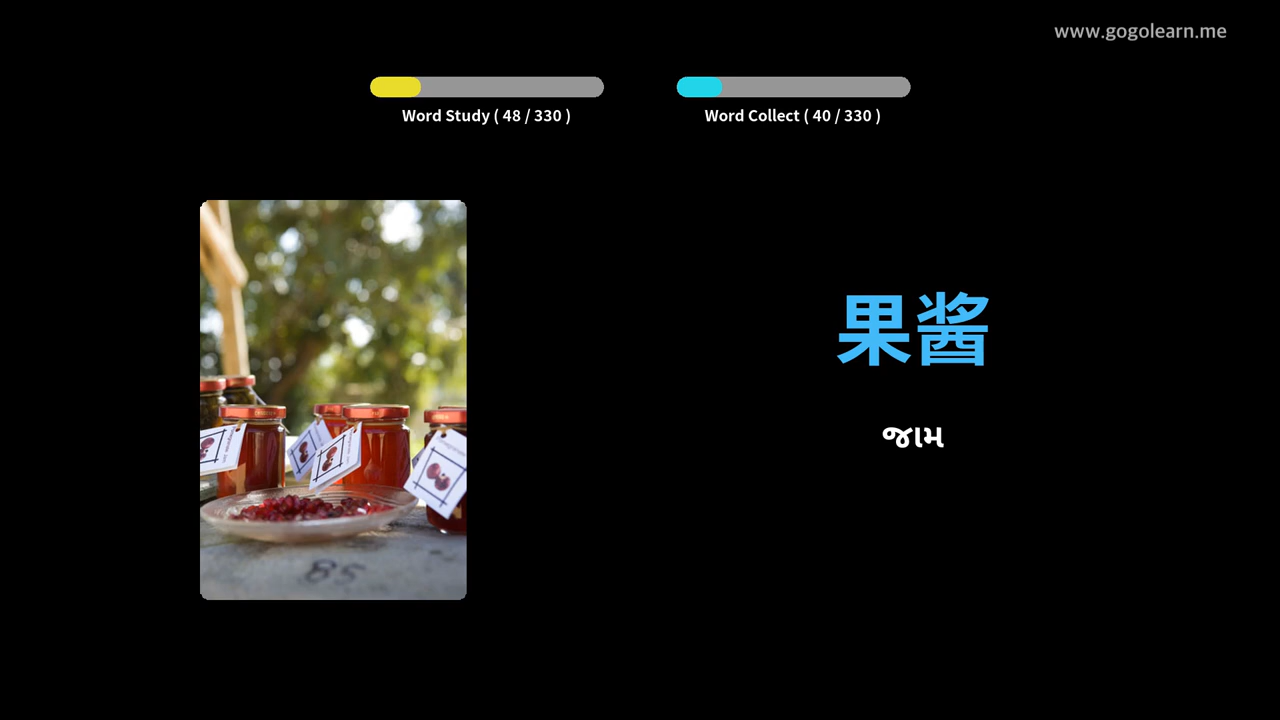 www.gogolearn.me
Word Study ( 48 / 330 )
Word Collect ( 40 / 330 )
果酱
જામ
85